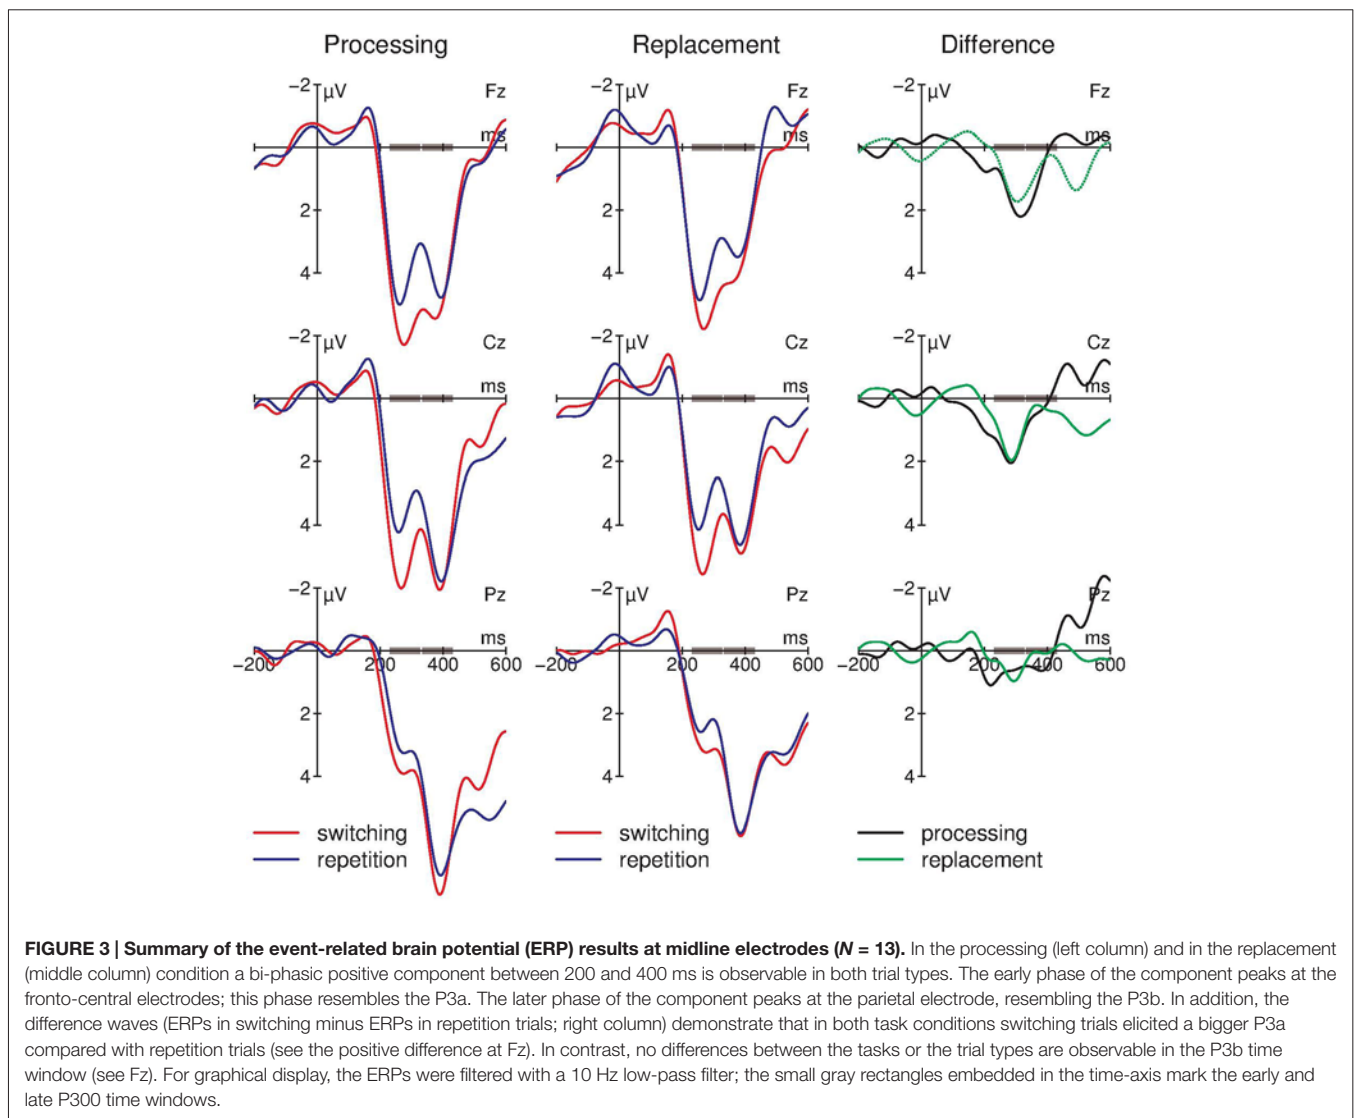 Processing Replacement Difference
−2 μV Fz −2 μV Fz −2 μV Fz
ms ms ms
2 2 2
4 4 4
−2 μV Cz −2 μV Cz −2 μV Cz
ms ms ms
2 2 2
4 4 4
−2 μV Pz −2 μV Pz −2 μV Pz
ms ms ms
−200 200 400 600 −200 200 400 600 −200 200 400 600
2 2 2
4 4 4
switching switching processing
repetition repetition replacement
FIGURE 3 | Summary of the event-related brain potential (ERP) results at midline electrodes (N = 13). In the processing (left column) and in the replacement
(middle column) condition a bi-phasic positive component between 200 and 400 ms is observable in both trial types. The early phase of the component peaks at the
fronto-central electrodes; this phase resembles the P3a. The later phase of the component peaks at the parietal electrode, resembling the P3b. In addition, the
difference waves (ERPs in switching minus ERPs in repetition trials; right column) demonstrate that in both task conditions switching trials elicited a bigger P3a
compared with repetition trials (see the positive difference at Fz). In contrast, no differences between the tasks or the trial types are observable in the P3b time
window (see Fz). For graphical display, the ERPs were filtered with a 10 Hz low-pass filter; the small gray rectangles embedded in the time-axis mark the early and
late P300 time windows.